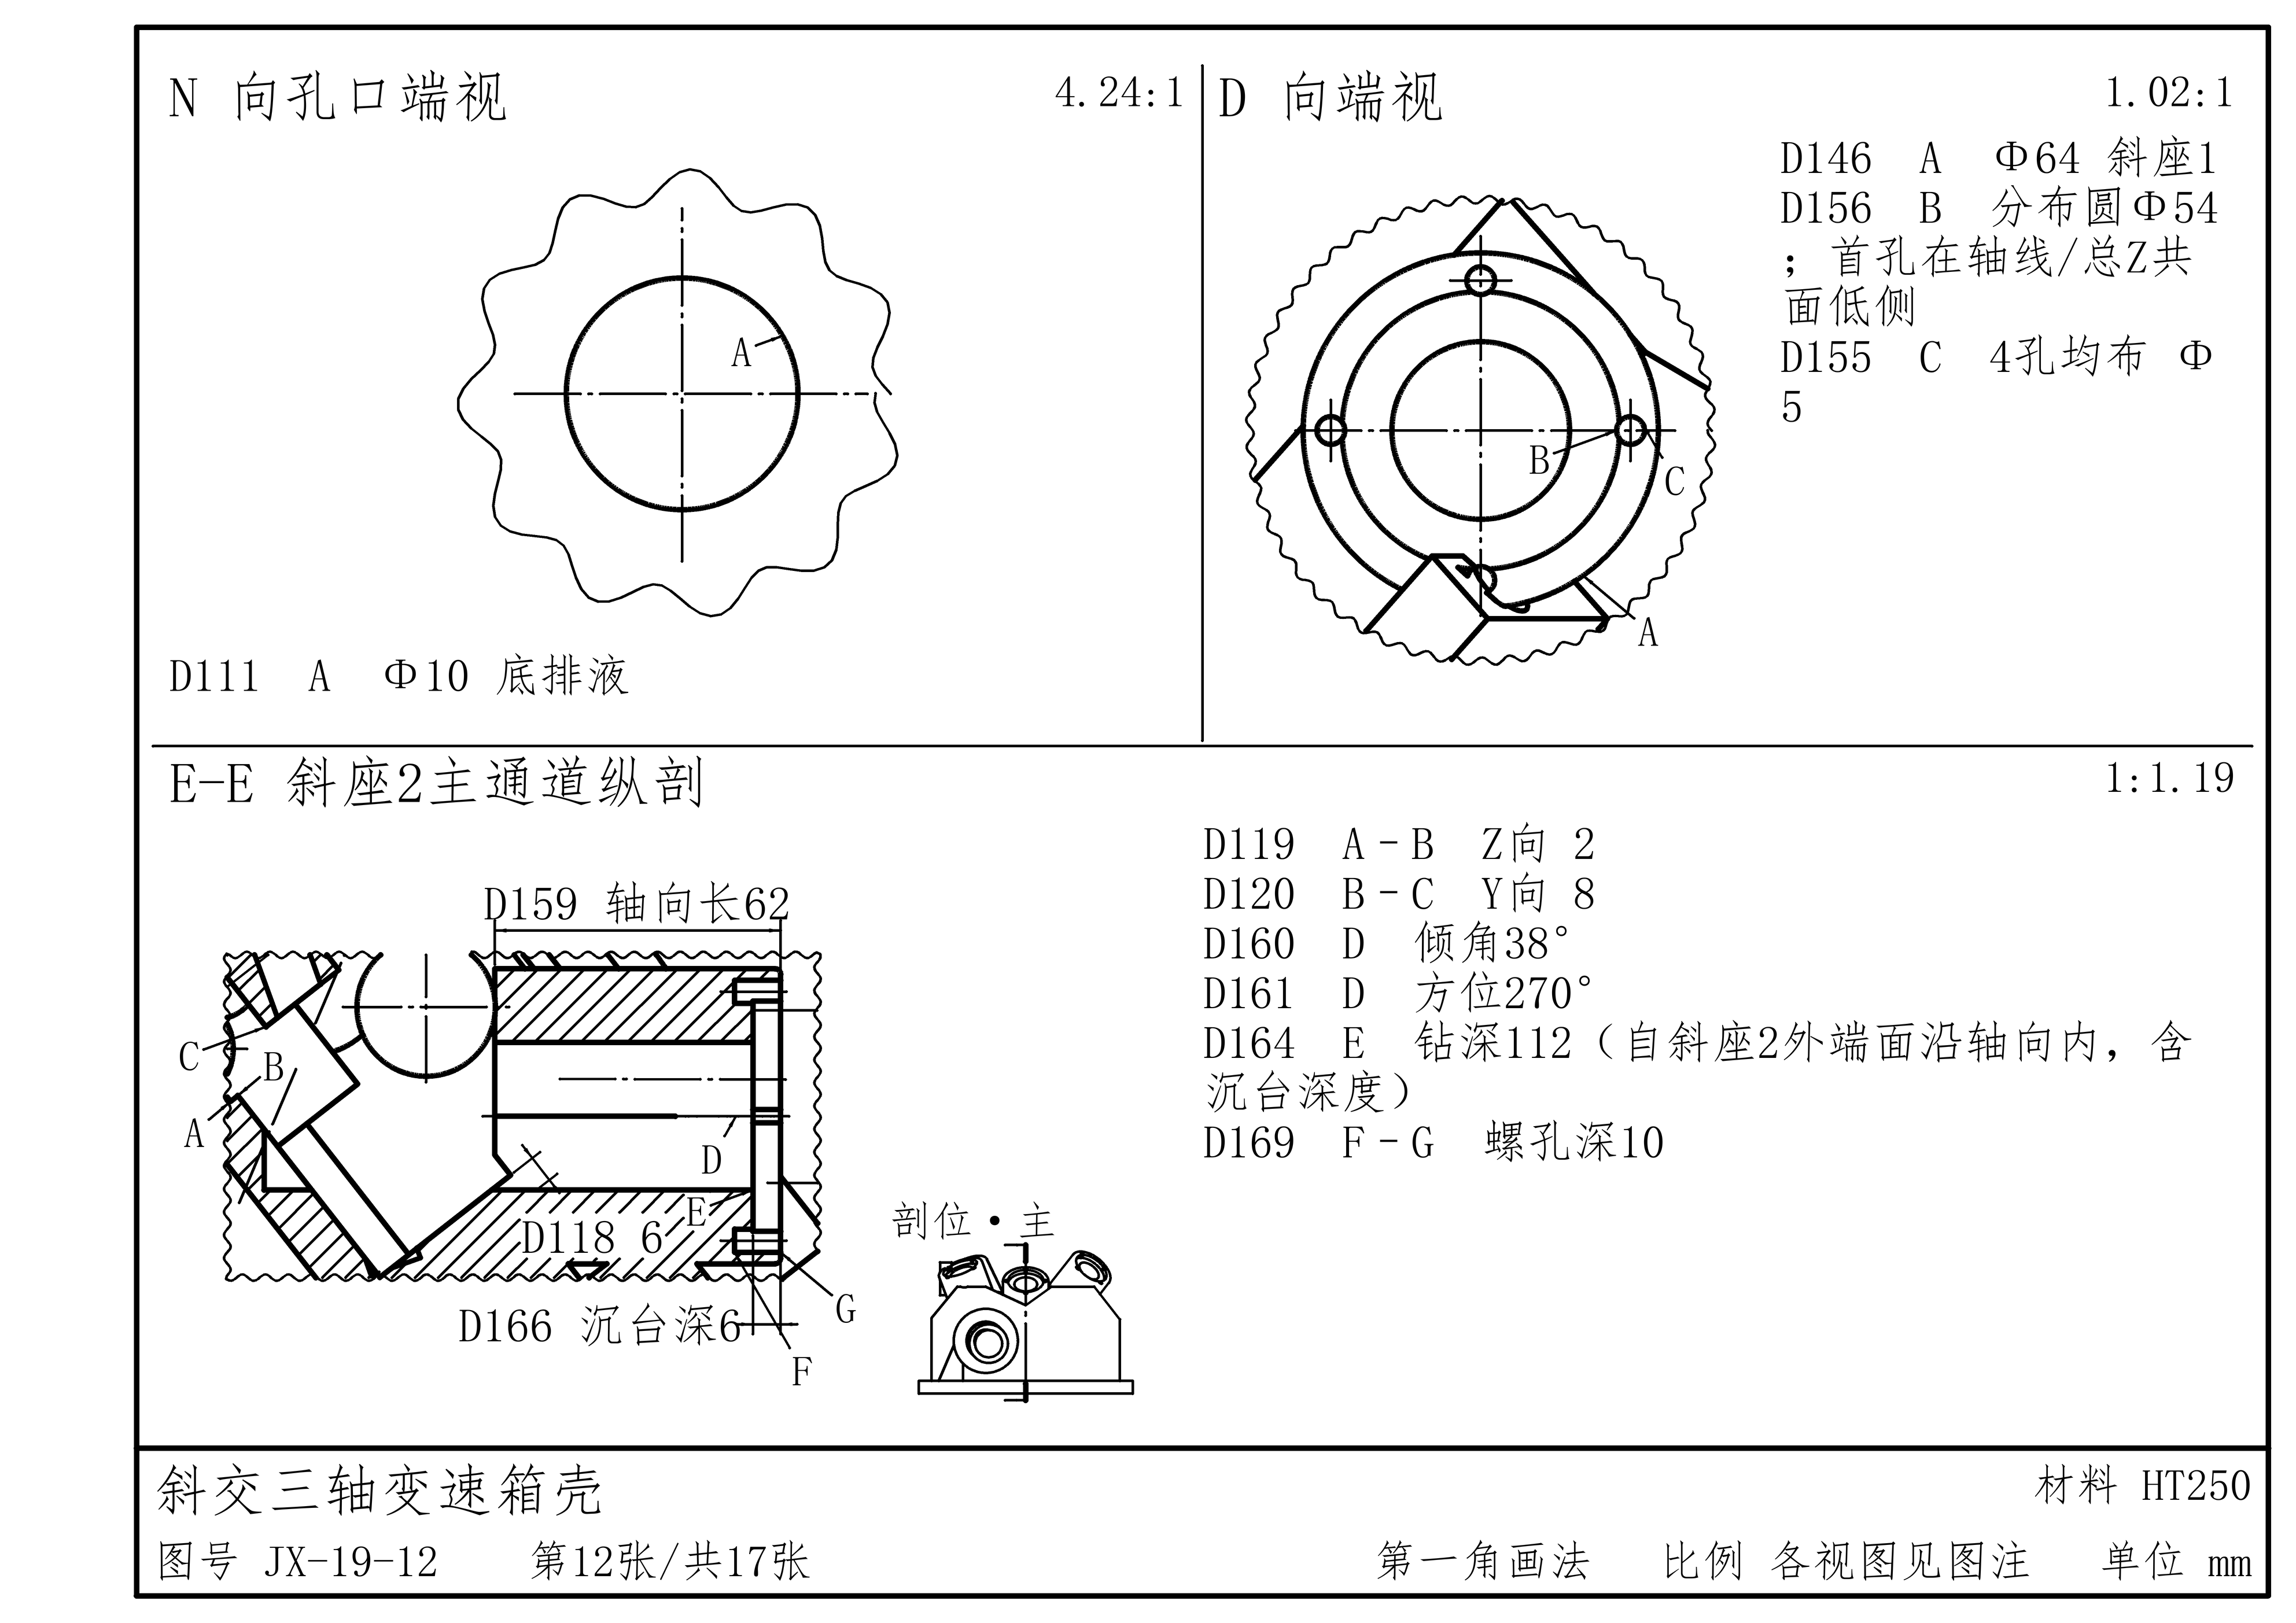 N 向孔口端视
4.24:1
A
D111 A Φ10 底排液
D 向端视
1.02:1
D146 A Φ64 斜座1
D156 B 分布圆Φ54
；首孔在轴线/总Z共
面低侧
D155 C 4孔均布 Φ
5
B
C
A
E-E 斜座2主通道纵剖
1:1.19
D159 轴向长62
C
B
A
D
E
D118 6
D166 沉台深6
G
F
D119 A-B Z向 2
D120 B-C Y向 8
D160 D 倾角38°
D161 D 方位270°
D164 E 钻深112（自斜座2外端面沿轴向内，含
沉台深度）
D169 F-G 螺孔深10
剖位·主
斜交三轴变速箱壳
材料 HT250
图号 JX-19-12 第12张/共17张
第一角画法 比例 各视图见图注 单位 mm